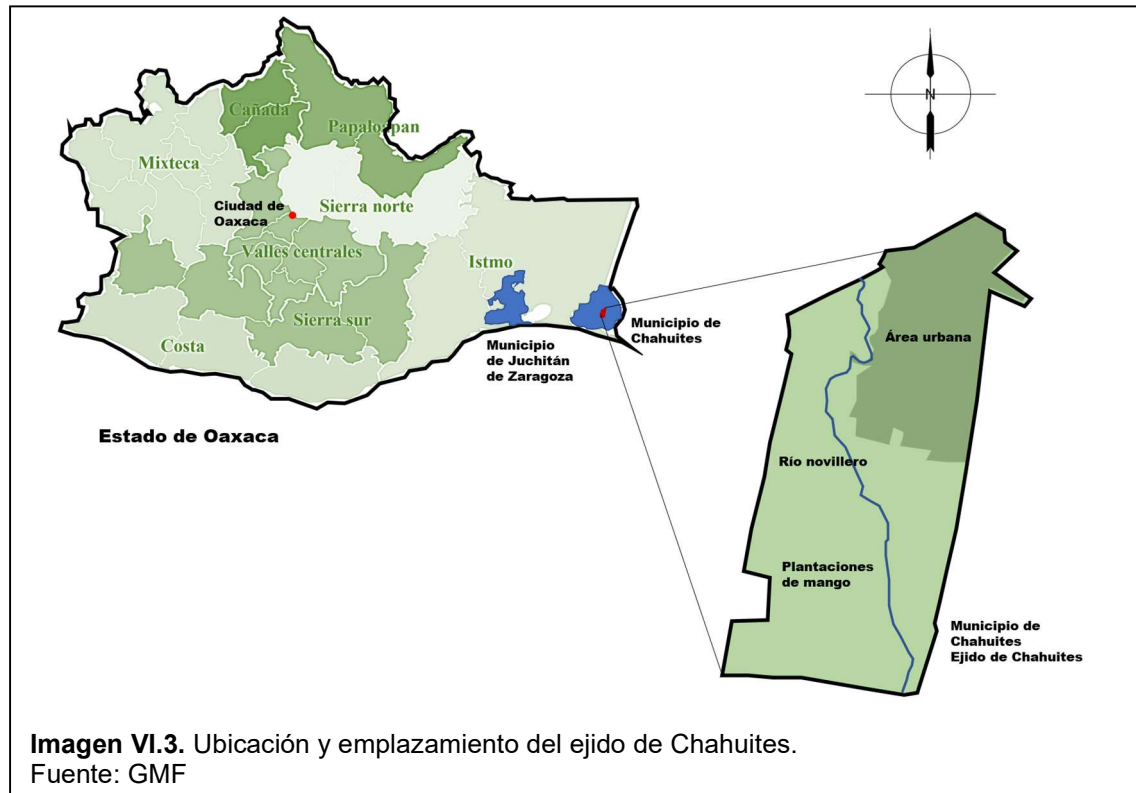 Cañada
Papaloapan
Mixteca
Ciudad de
Oaxaca
Sierra norte
Valles centrales
Istmo
Sierra sur
Costa
Municipio
de Juchitán
de Zaragoza
Municipio de
Chahuites
Estado de Oaxaca
N
Área urbana
Río novillero
Plantaciones
de mango
Municipio de
Chahuites
Ejido de Chahuites
Imagen VI.3. Ubicación y emplazamiento del ejido de Chahuites.
Fuente: GMF